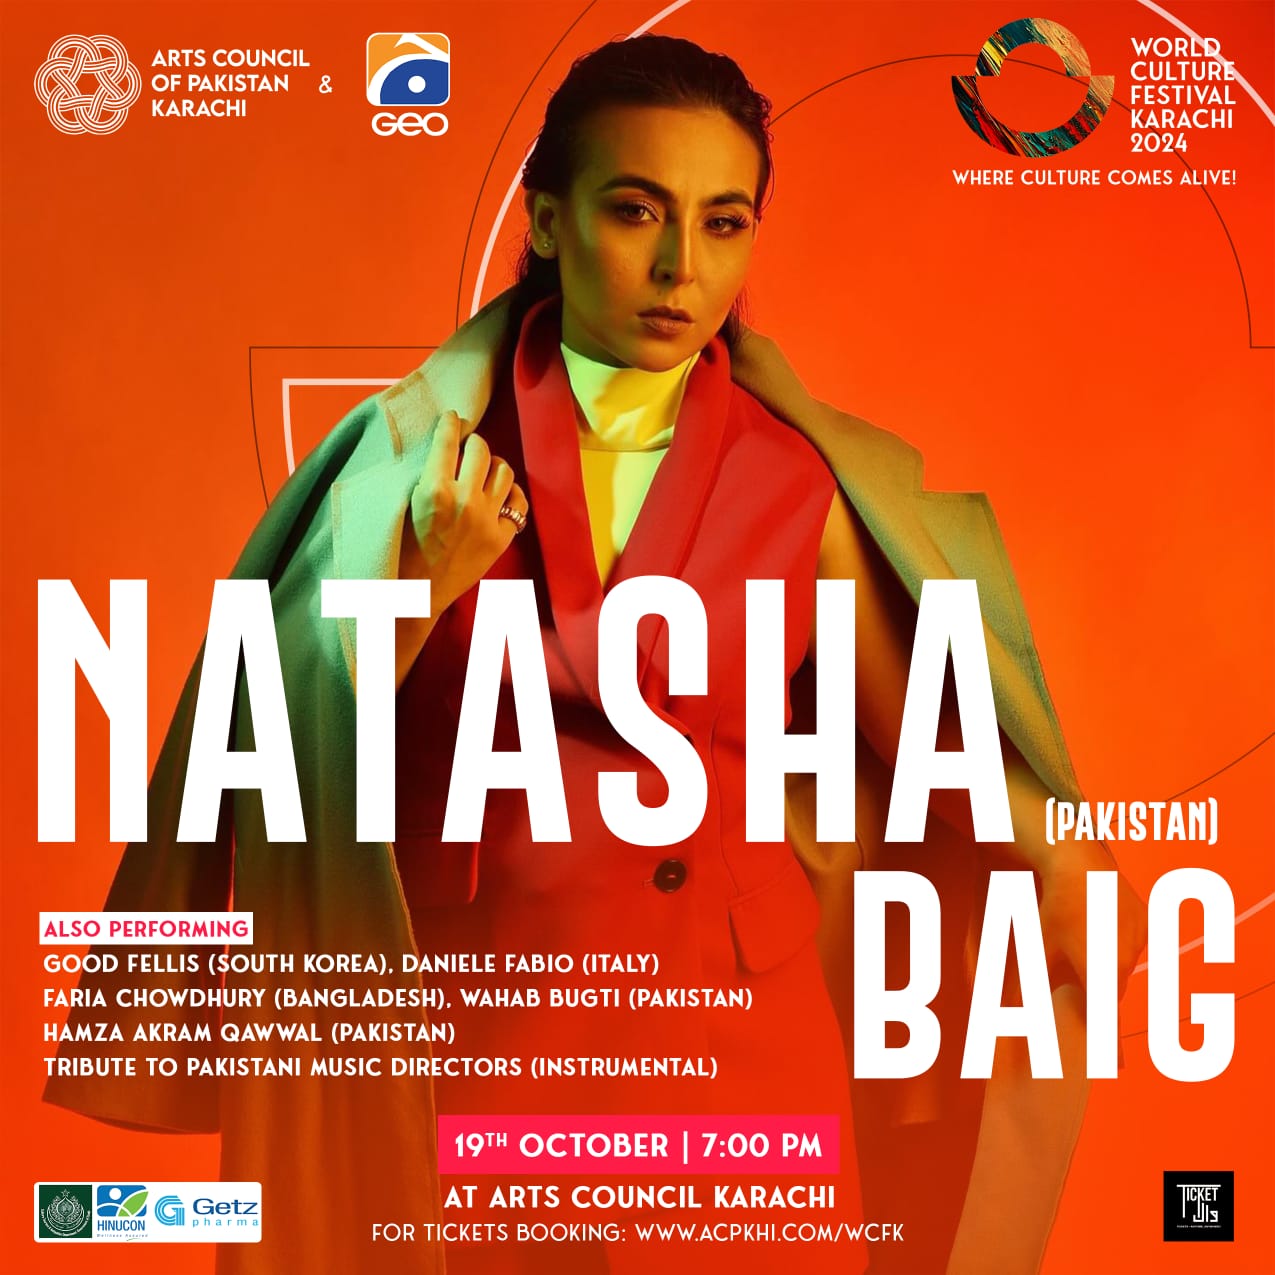 ARTS COUNCIL
OF PAKISTAN
KARACHI
&
GEO
WORLD
CULTURE
FESTIVAL
KARACHI
2024
WHERE CULTURE COMES ALIVE!
NATASHA
(PAKISTAN)
BAIG
ALSO PERFORMING
GOOD FELLIS (SOUTH KOREA), DANIELE FABIO (ITALY)
FARIA CHOWDHURY (BANGLADESH), WAHAB BUGTI (PAKISTAN)
HAMZA AKRAM QAWWAL (PAKISTAN)
TRIBUTE TO PAKISTANI MUSIC DIRECTORS (INSTRUMENTAL)
19TH OCTOBER | 7:00 PM
AT ARTS COUNCIL KARACHI
FOR TICKETS BOOKING: WWW.ACPKHI.COM/WCFK
HINUCON
Wellness Assured
Getz
pharma
TICKET
والا